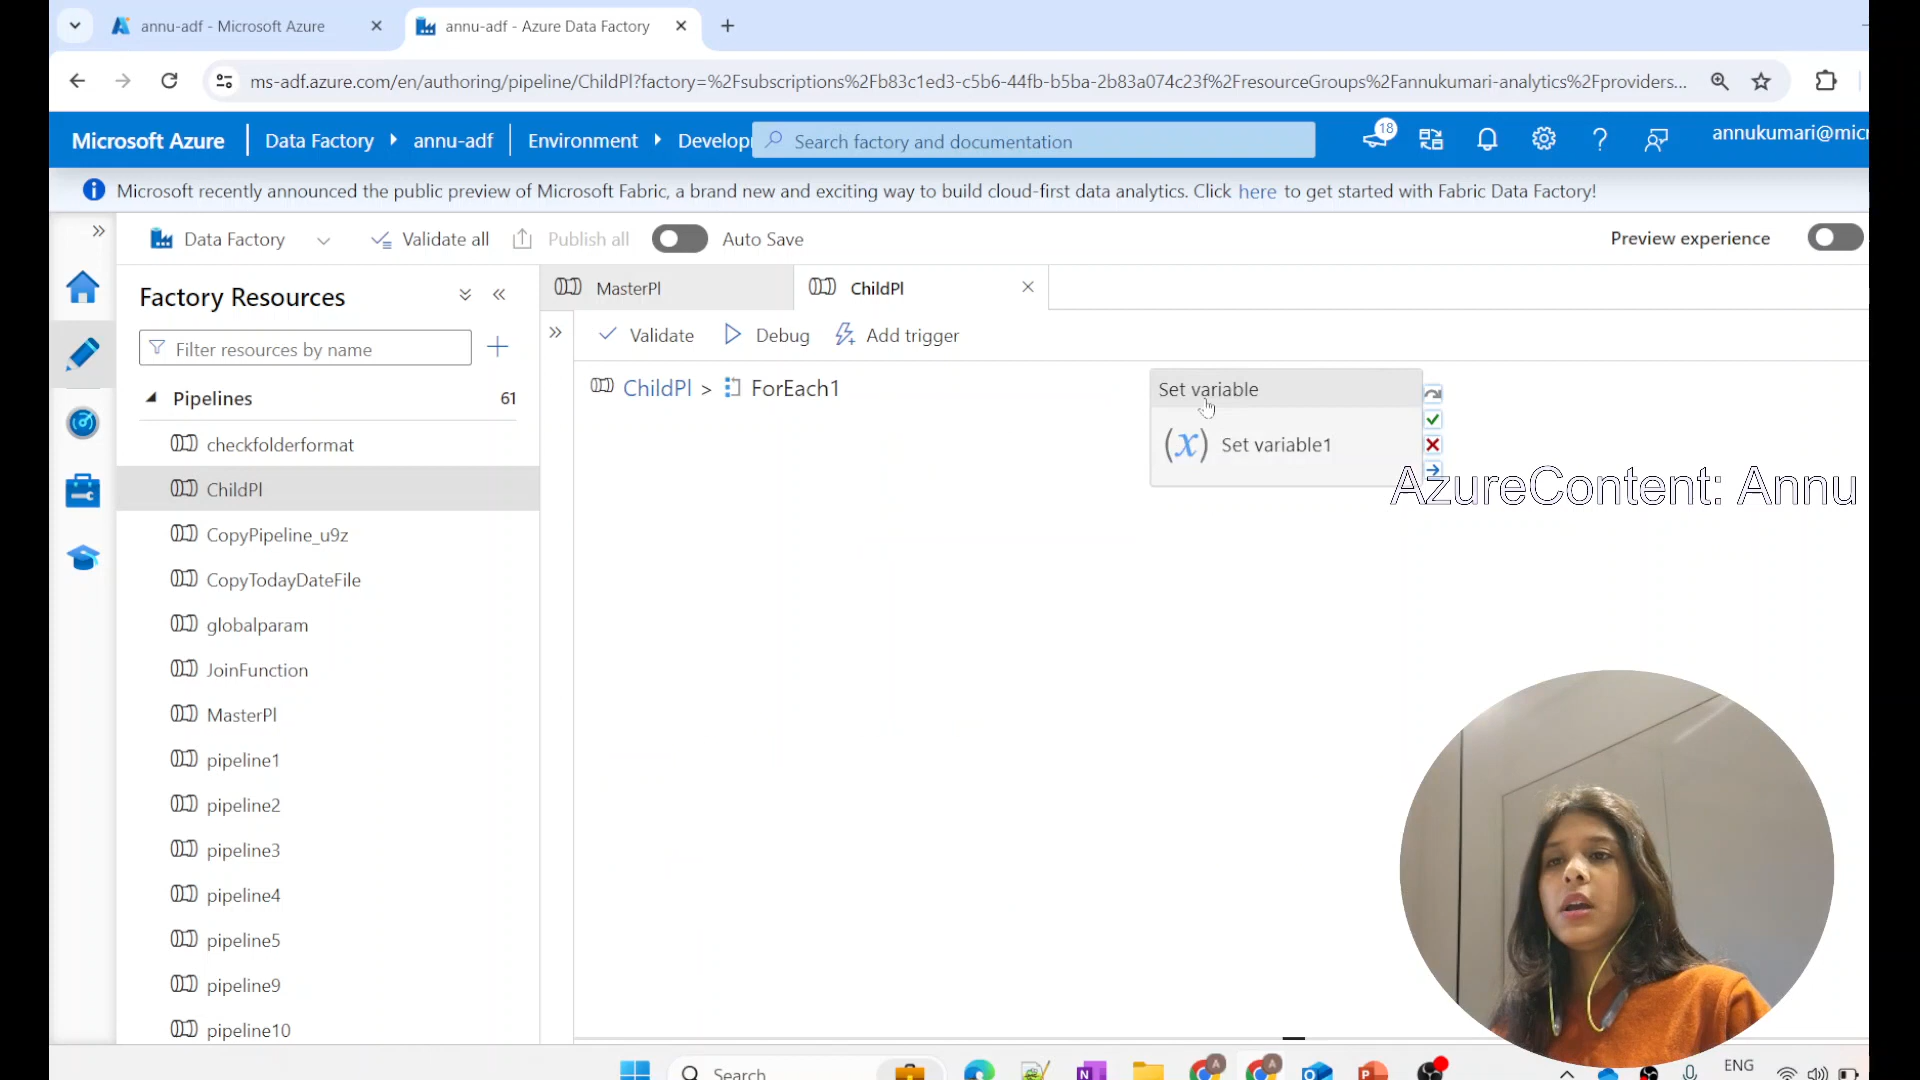 annu-adf - Microsoft Azure
annu-adf - Azure Data Factory
ms-adf.azure.com/en/authoring/pipeline/ChildPl?factory=%2Fsubscriptions%2Fb83c1ed3-c5b6-44fb-b5ba-2b83a074c23f%2FresourceGroups%2Fannukumari-analytics%2Fproviders...
Microsoft Azure
Data Factory
annu-adf
Environment
Develop
Search factory and documentation
18
annukumari@mic
Microsoft recently announced the public preview of Microsoft Fabric, a brand new and exciting way to build cloud-first data analytics. Click here to get started with Fabric Data Factory!
Data Factory
Validate all
Publish all
Auto Save
Preview experience
Factory Resources
MasterPl
ChildPl
Filter resources by name
Validate
Debug
Add trigger
Pipelines
61
ChildPl > ForEach1
Set variable
(x) Set variable1
AzureContent: Annu
checkfolderformat
ChildPl
CopyPipeline_u9z
CopyTodayDateFile
globalparam
JoinFunction
MasterPl
pipeline1
pipeline2
pipeline3
pipeline4
pipeline5
pipeline9
pipeline10
Search
ENG